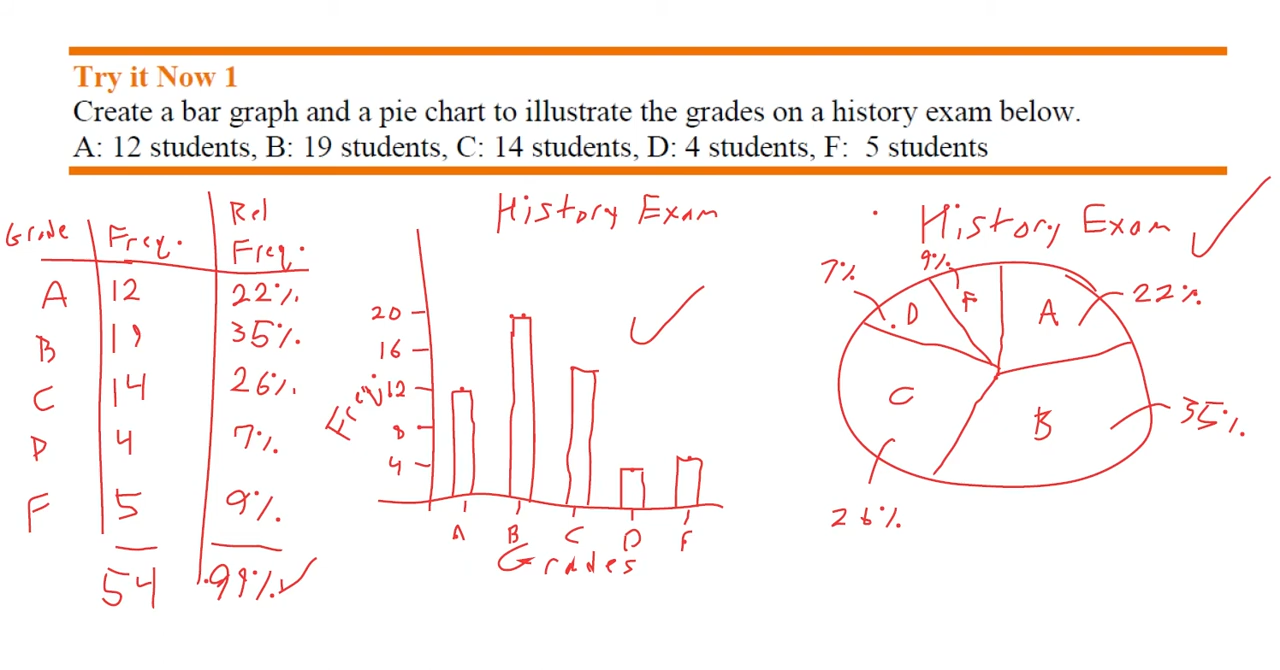 Try it Now 1
Create a bar graph and a pie chart to illustrate the grades on a history exam below.
A: 12 students, B: 19 students, C: 14 students, D: 4 students, F: 5 students
Grade Freq. Rel Freq.
A 12 22%
B 19 35%
C 14 26%
D 4 7%
F 5 9%
54 99%
History Exam
Freq
20
16
12
8
4
A B C D F
Grades
History Exam
7% 9%
D F A 22%
C B 35%
26%